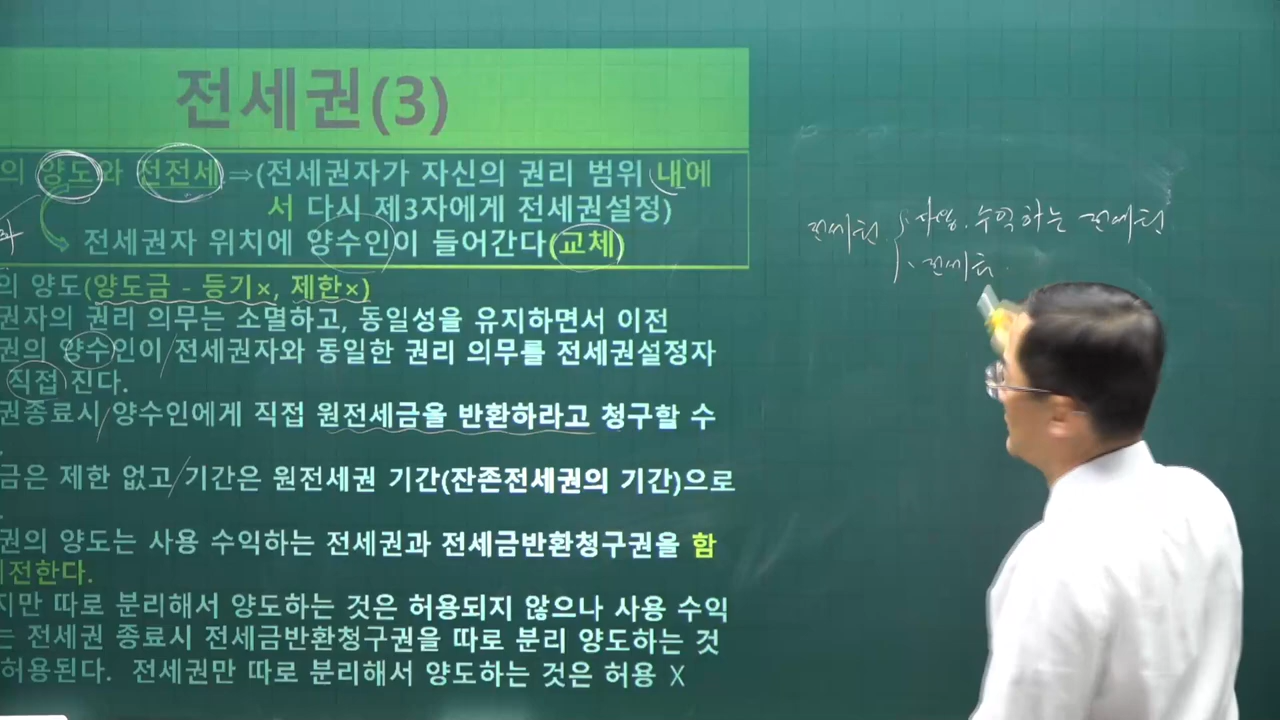 전세권(3)
의 양도와 전전세⇒(전세권자가 자신의 권리 범위 내에
서 다시 제3자에게 전세권설정)
전세권자 위치에 양수인이 들어간다(교체)
의 양도(양도금 - 등기×, 제한×)
권자의 권리 의무는 소멸하고, 동일성을 유지하면서 이전
권의 양수인이 전세권자와 동일한 권리 의무를 전세권설정자
직접 진다.
권종료시 양수인에게 직접 원전세금을 반환하라고 청구할 수
금은 제한 없고 기간은 원전세권 기간(잔존전세권의 기간)으로
권의 양도는 사용 수익하는 전세권과 전세금반환청구권을 함
이전한다.
지만 따로 분리해서 양도하는 것은 허용되지 않으나 사용 수익
는 전세권 종료시 전세금반환청구권을 따로 분리 양도하는 것
허용된다. 전세권만 따로 분리해서 양도하는 것은 허용 X
전세권
사용.수익하는 전세권
전세